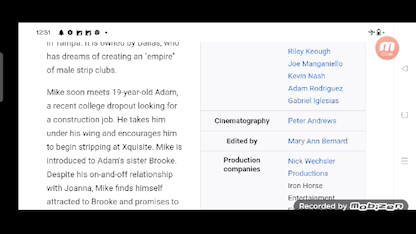 12:51
in Tampa. It is owned by Dallas, who
has dreams of creating an "empire"
of male strip clubs.
Mike soon meets 19-year-old Adam,
a recent college dropout looking for
a construction job. He takes him
under his wing and encourages him
to begin stripping at Xquisite. Mike is
introduced to Adam's sister Brooke.
Despite his on-and-off relationship
with Joanna, Mike finds himself
attracted to Brooke and promises to
Riley Keough
Joe Manganiello
Kevin Nash
Adam Rodriguez
Gabriel Iglesias
Cinematography Peter Andrews
Edited by Mary Ann Bernard
Production Nick Wechsler
companies Productions
Iron Horse
Entertainment
Recorded by Mobizen